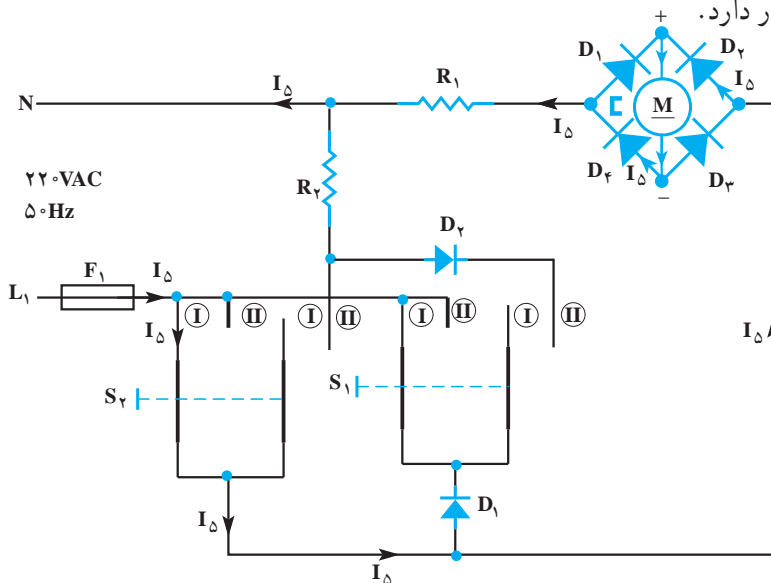 ر دارد.
+
D۱ D۲
N I۵ R۱ I۵ M I۵
D۴ I۵ D۳
−
۲۲۰VAC
۵۰Hz
R۲
D۲
L۱ F۱ I۵
I II I II I II I II
I۵ I۵
S۲ S۱
I۵ D۱
I۵